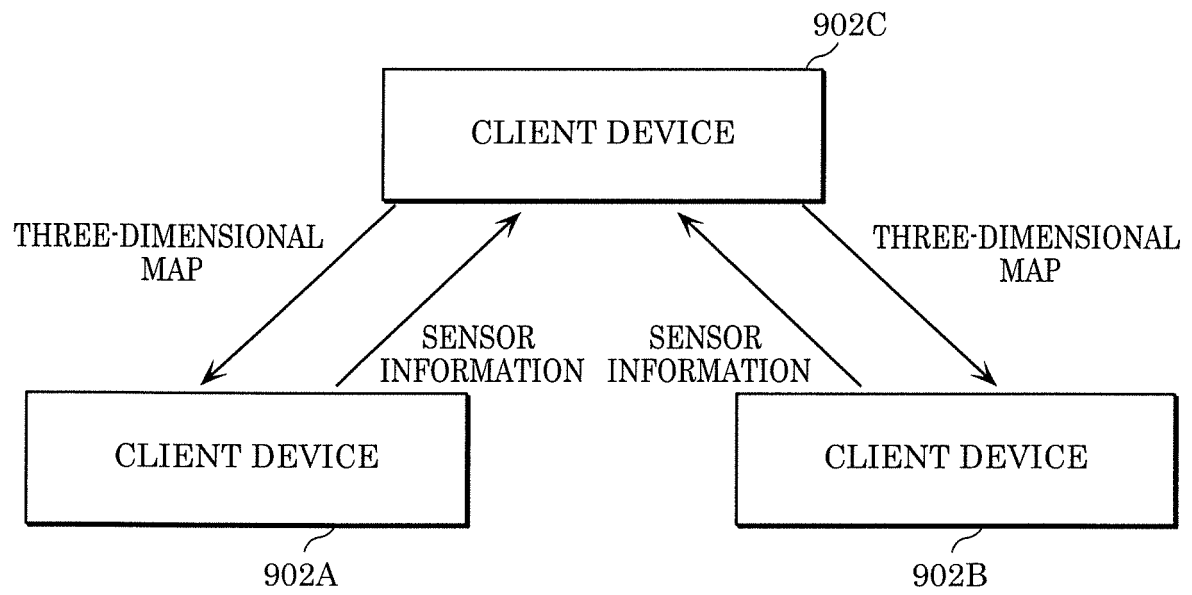 902C
CLIENT DEVICE
THREE-DIMENSIONAL
MAP
THREE-DIMENSIONAL
MAP
SENSOR
INFORMATION
SENSOR
INFORMATION
CLIENT DEVICE
CLIENT DEVICE
902A
902B